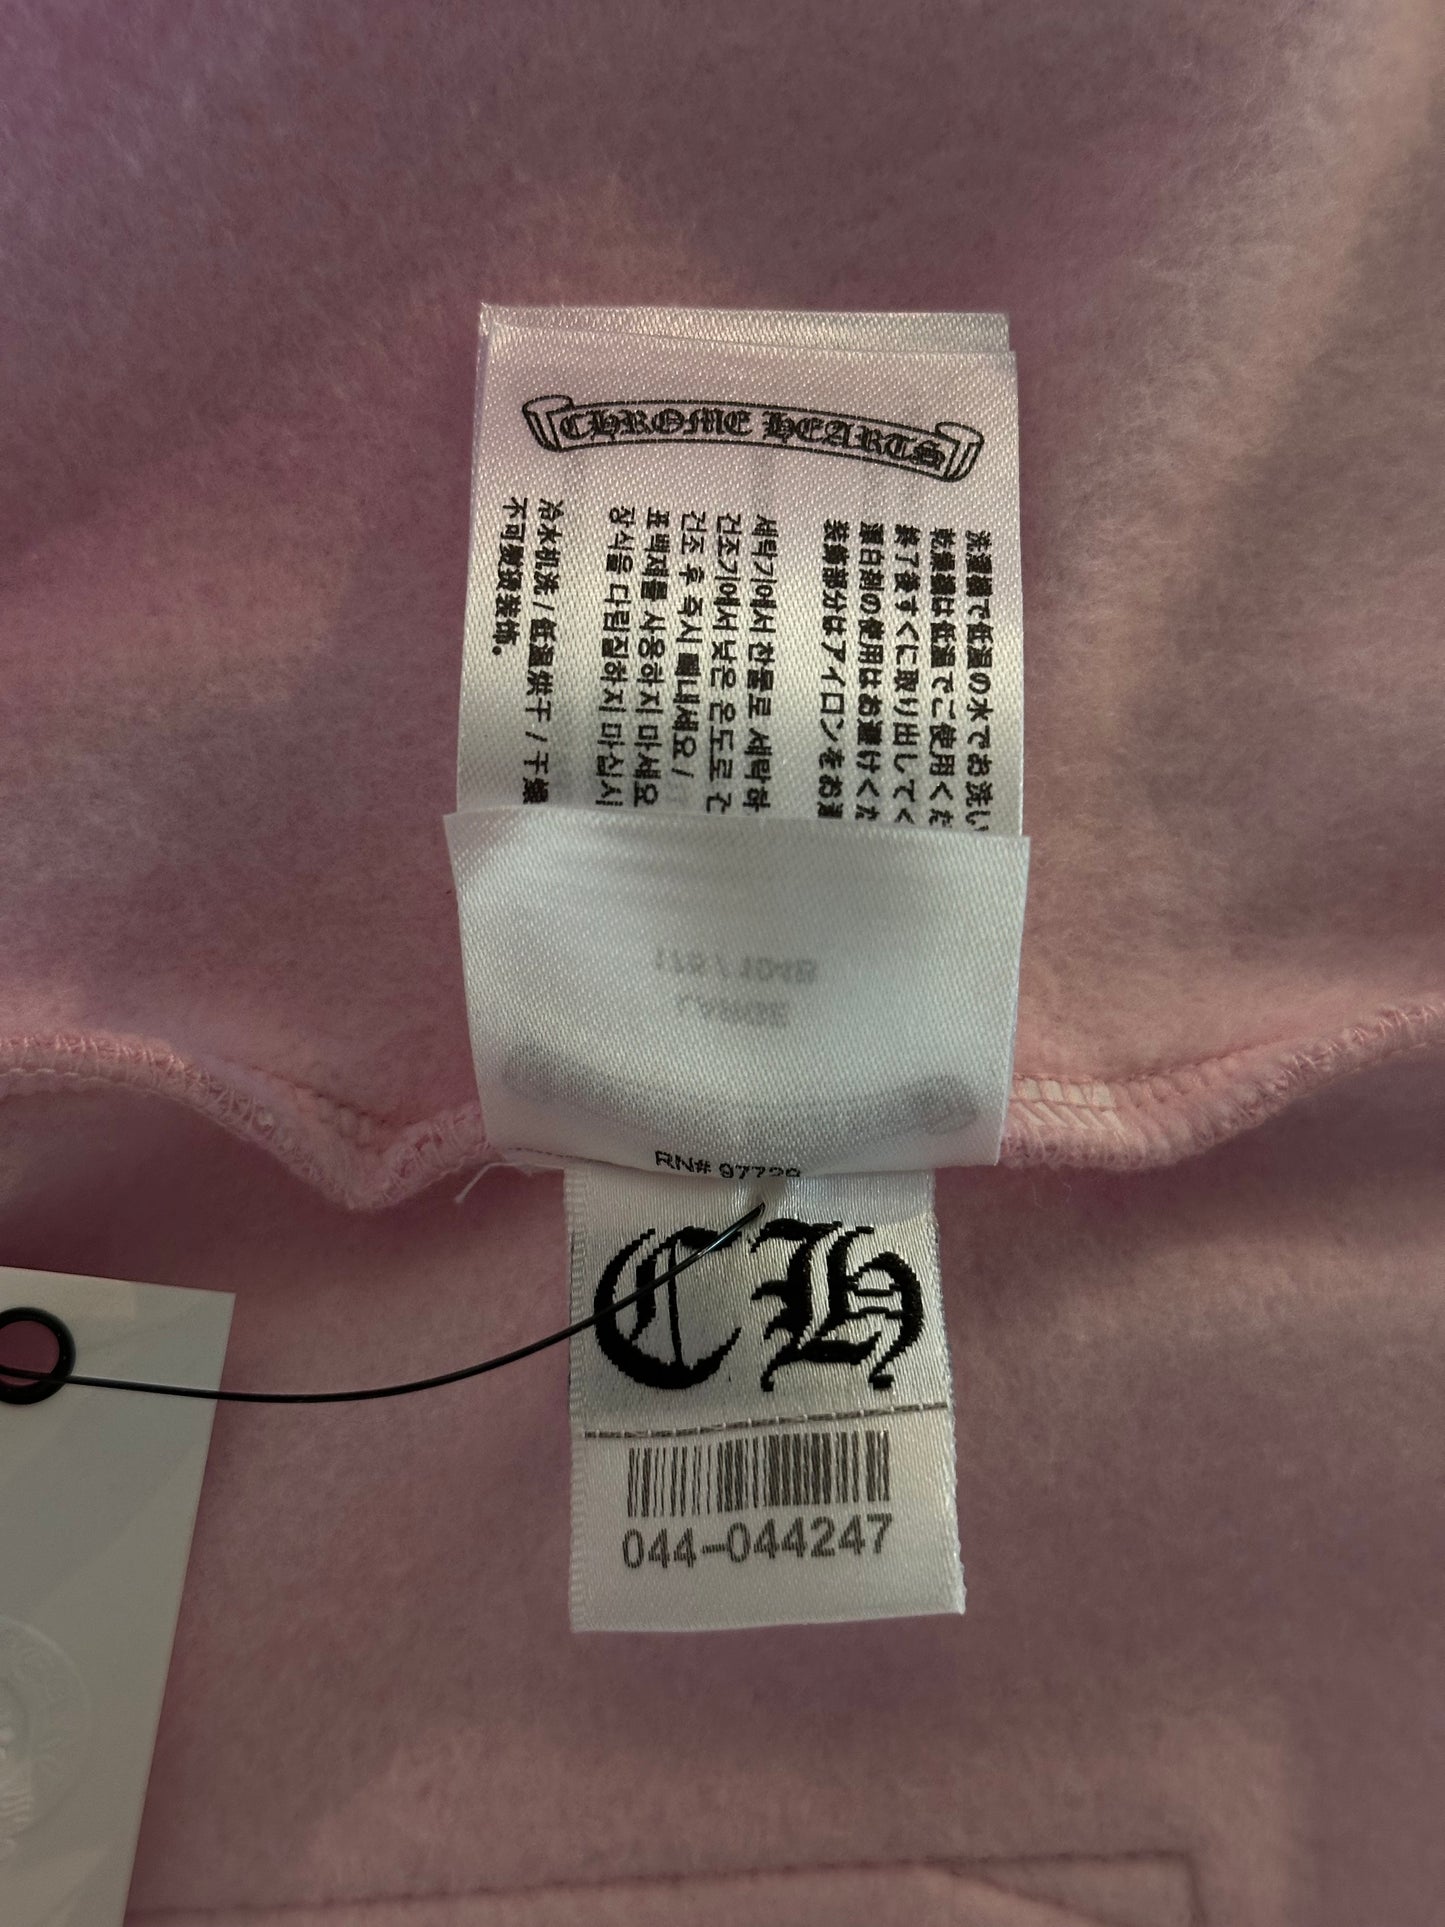 CHROME HEARTS
洗濯機で低温の水でお洗い
乾燥機は低温でご使用くだ
終了後すぐに取り出してく
漂白剤の使用はお避けくた
装飾部分はアイロンをお避
세탁기에서 찬물로 세탁하
건조기에서 낮은 온도로 건
건조 후 즉시 빼내세요 /
표백제를 사용하지 마세요
장식을 다림질하지 마십시
冷水机洗 / 低温烘干 / 干燥
不可熨烫装饰。
LARGE
RN# 97729
CH
044-044247